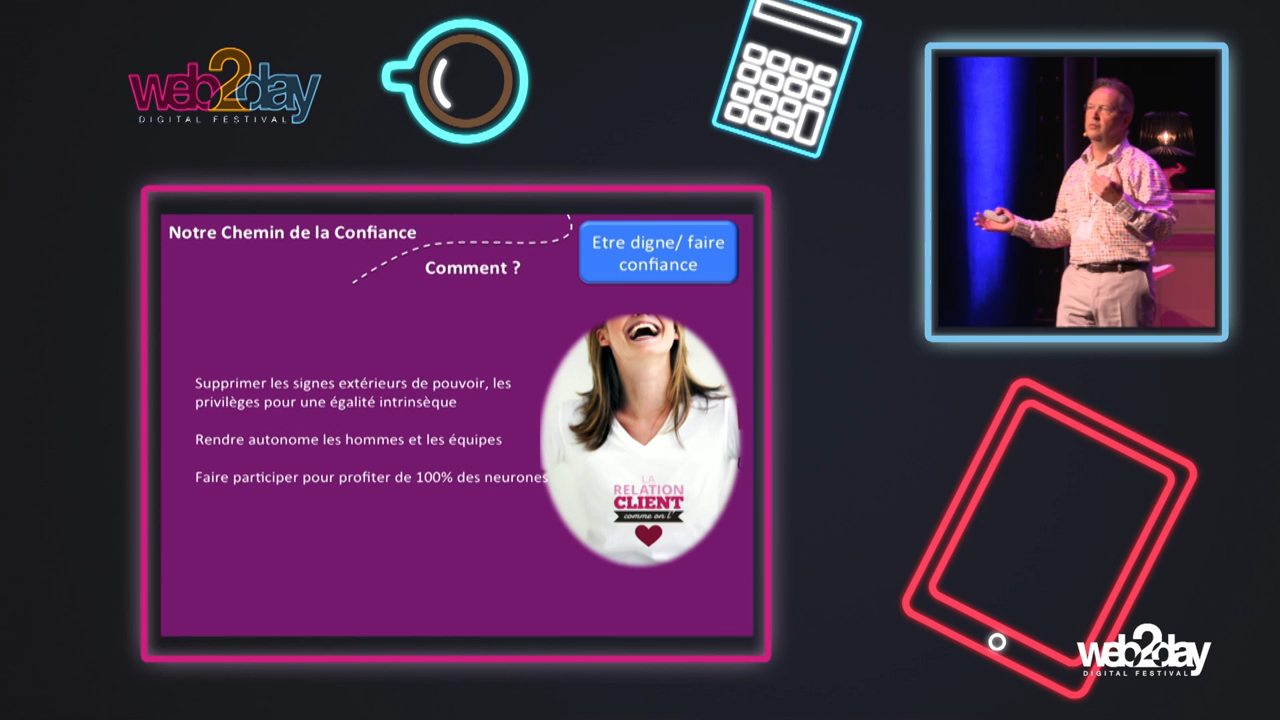 web2day
DIGITAL FESTIVAL
Notre Chemin de la Confiance
Comment ?
Etre digne/ faire
confiance
Supprimer les signes extérieurs de pouvoir, les
privilèges pour une égalité intrinsèque
Rendre autonome les hommes et les équipes
Faire participer pour profiter de 100% des neurones
LA
RELATION
CLIENT
comme on l'
web2day
DIGITAL FESTIVAL